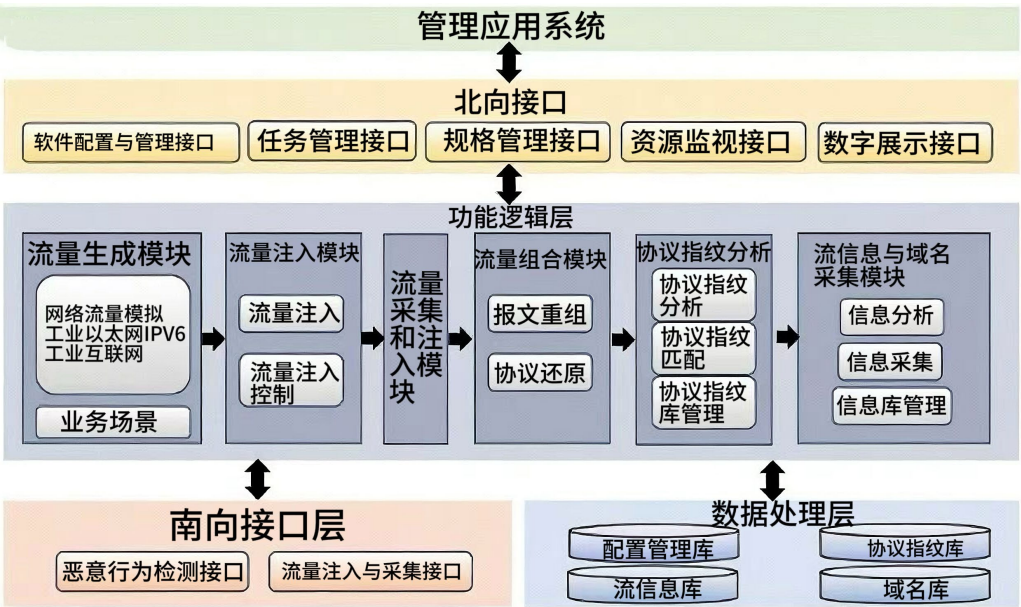 管理应用系统
北向接口
软件配置与管理接口
任务管理接口
规格管理接口
资源监视接口
数字展示接口
功能逻辑层
流量生成模块
网络流量模拟
工业以太网IPV6
工业互联网
业务场景
流量注入模块
流量注入
流量注入
控制
流量
采集
和注
入模
块
流量组合模块
报文重组
协议还原
协议指纹分析
协议指纹
分析
协议指纹
匹配
协议指纹
库管理
流信息与域名
采集模块
信息分析
信息采集
信息库管理
南向接口层
恶意行为检测接口
流量注入与采集接口
数据处理层
配置管理库
协议指纹库
流信息库
域名库